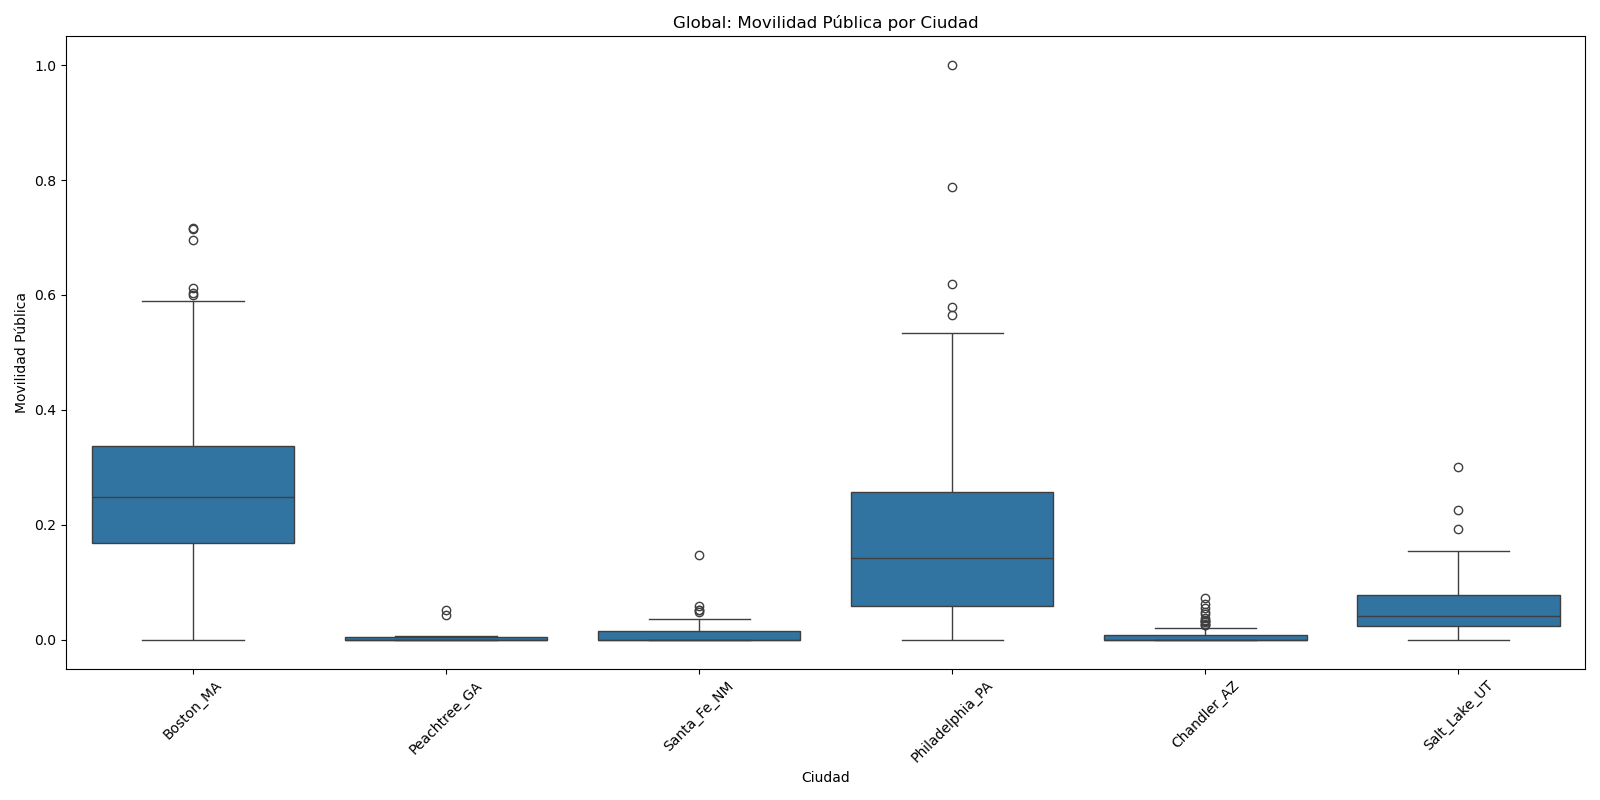 Global: Movilidad Pública por Ciudad
Movilidad Pública
1.0
0.8
0.6
0.4
0.2
0.0
Boston_MA
Peachtree_GA
Santa_Fe_NM
Philadelphia_PA
Chandler_AZ
Salt_Lake_UT
Ciudad